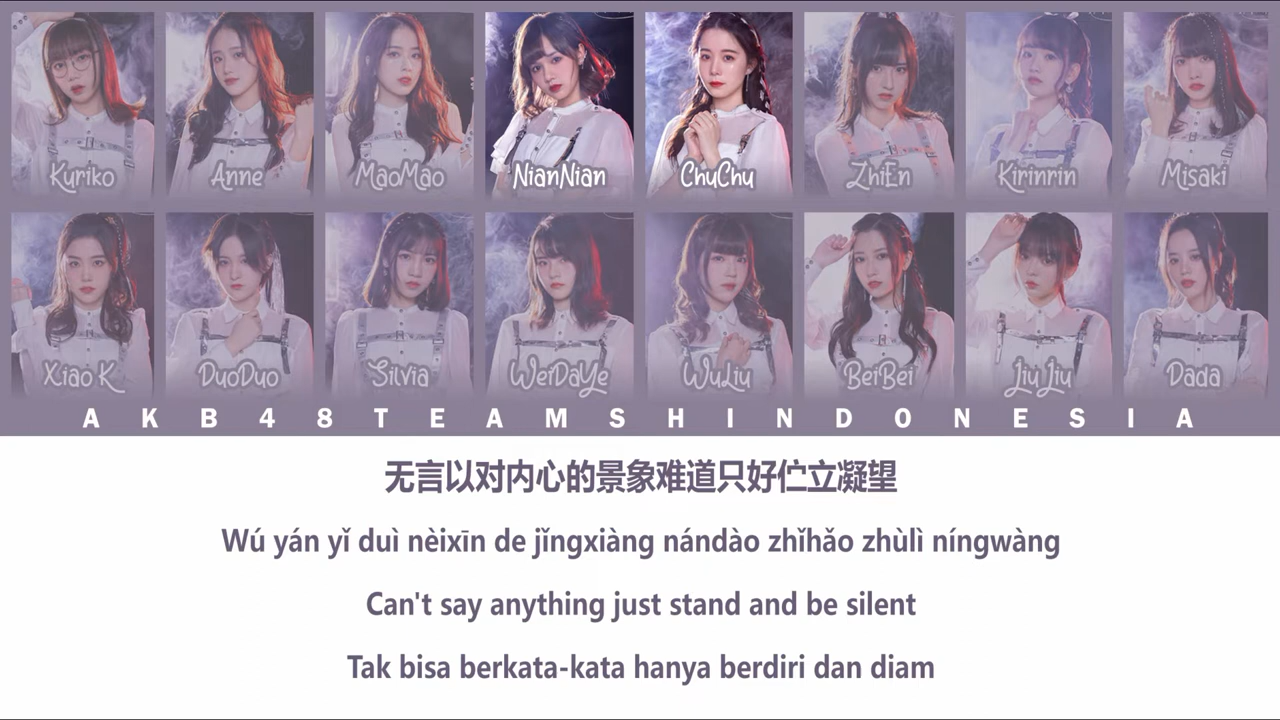 Kuriko Anne MaoMao NianNian ChuChu ZhiEn Kirinrin Misaki
Xiao K DuoDuo Silvia WeiDaYe WuLiu BeiBei Jiu Jiu Dada
AKB48TEAMSHINDONESIA
无言以对内心的景象难道只好伫立凝望
Wú yán yǐ duì nèixīn de jǐngxiàng nándào zhǐhǎo zhùlì níngwàng
Can't say anything just stand and be silent
Tak bisa berkata-kata hanya berdiri dan diam